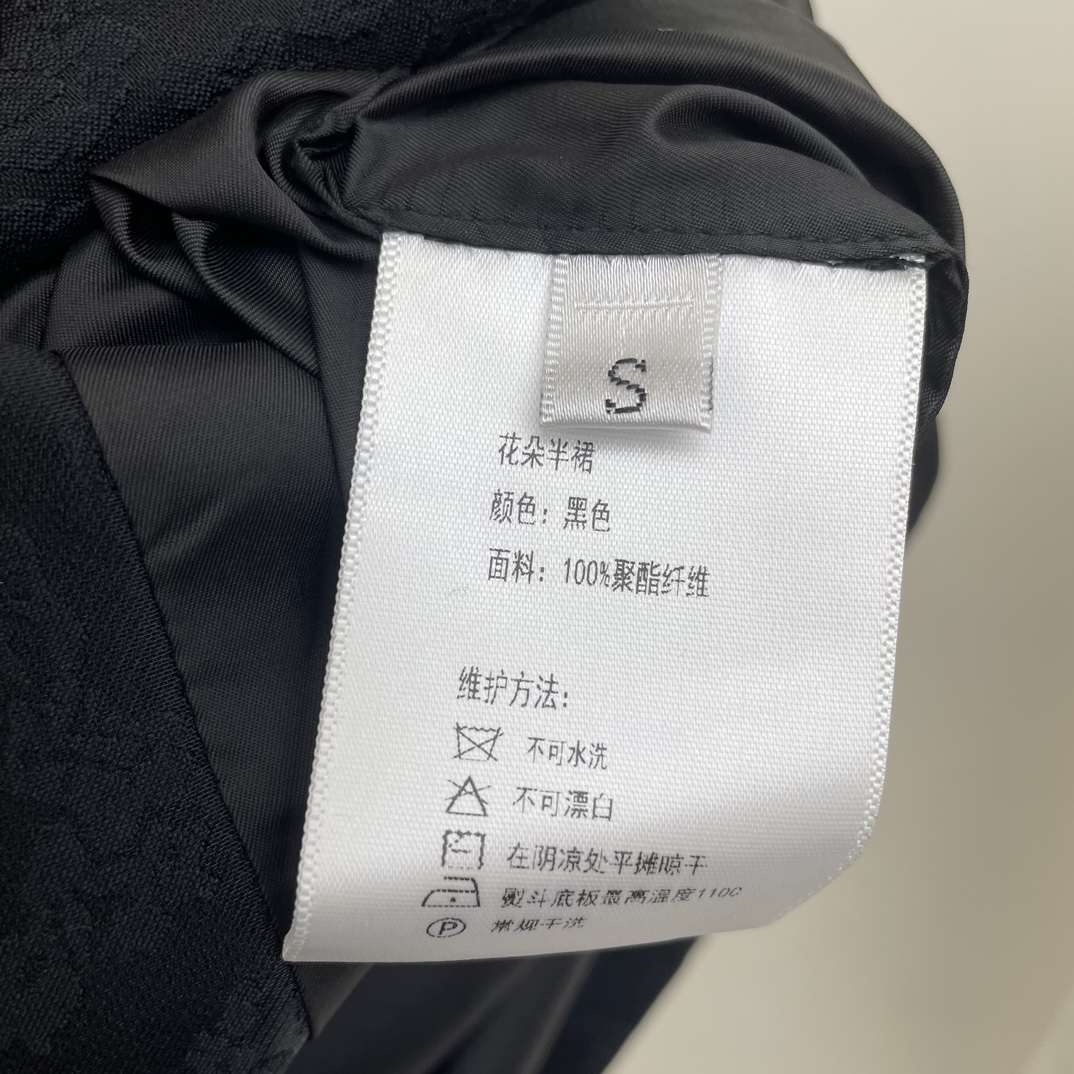 S
花朵半裙
颜色：黑色
面料：100%聚酯纤维
维护方法：
不可水洗
不可漂白
在阴凉处平摊晾干
熨斗底板最高温度110C
P 常规干洗